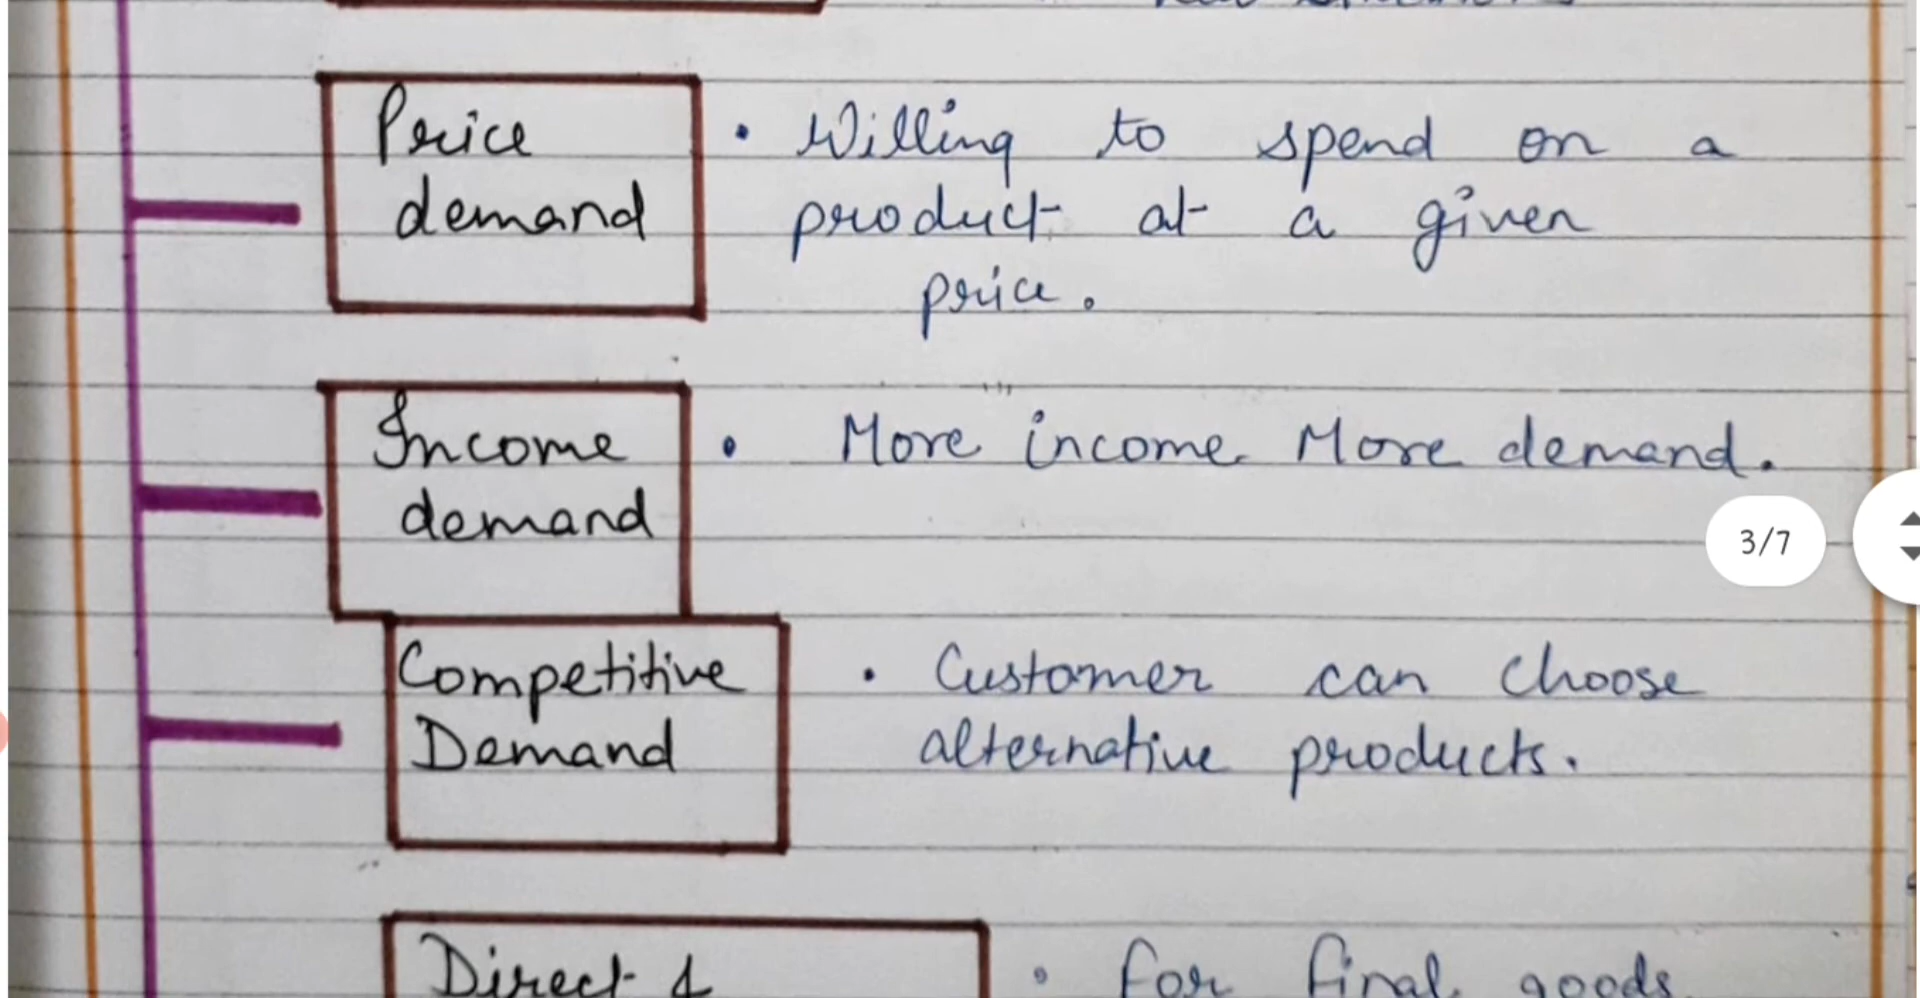 Price
demand
• Willing to spend on a
product at a given
price.
Income
demand
• More income More demand.
3/7
Competitive
Demand
• Customer can choose
alternative products.
Direct &
• For final goods